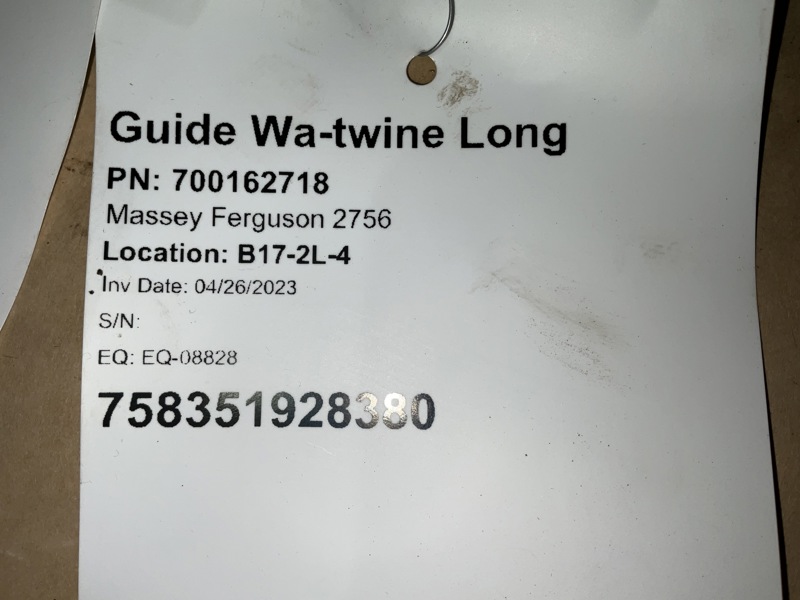 Guide Wa-twine Long
PN: 700162718
Massey Ferguson 2756
Location: B17-2L-4
Inv Date: 04/26/2023
S/N:
EQ: EQ-08828
758351928380